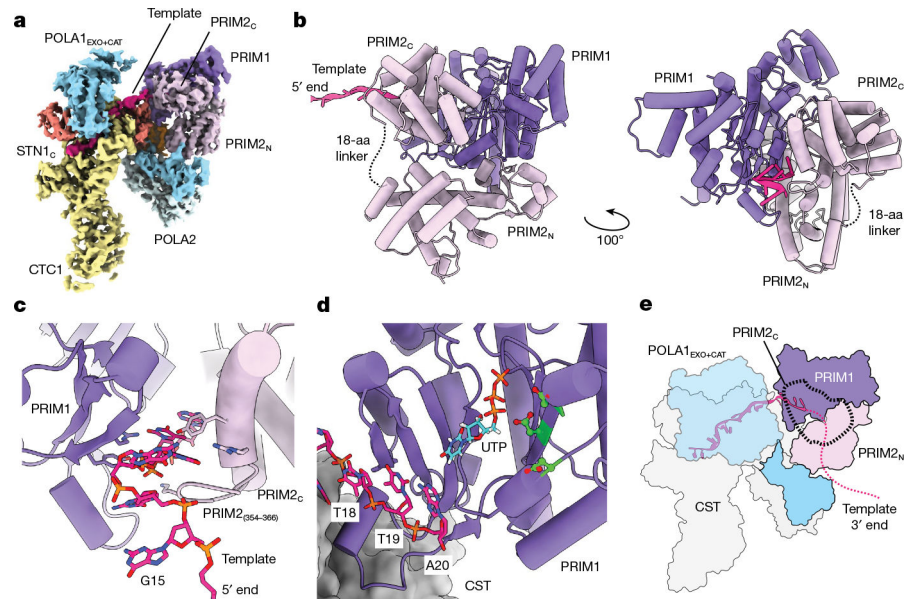 a
Template
PRIM2C
POLA1EXO+CAT
PRIM1
STN1C
PRIM2N
POLA2
CTC1
b
PRIM2C
PRIM1
Template
5′ end
18-aa
linker
PRIM2N
100°
PRIM1
PRIM2C
18-aa
linker
PRIM2N
c
PRIM1
PRIM2C
PRIM2(354–366)
G15
Template
5′ end
d
UTP
T18
T19
A20
CST
PRIM1
e
PRIM2C
POLA1EXO+CAT
PRIM1
PRIM2N
CST
Template
3′ end